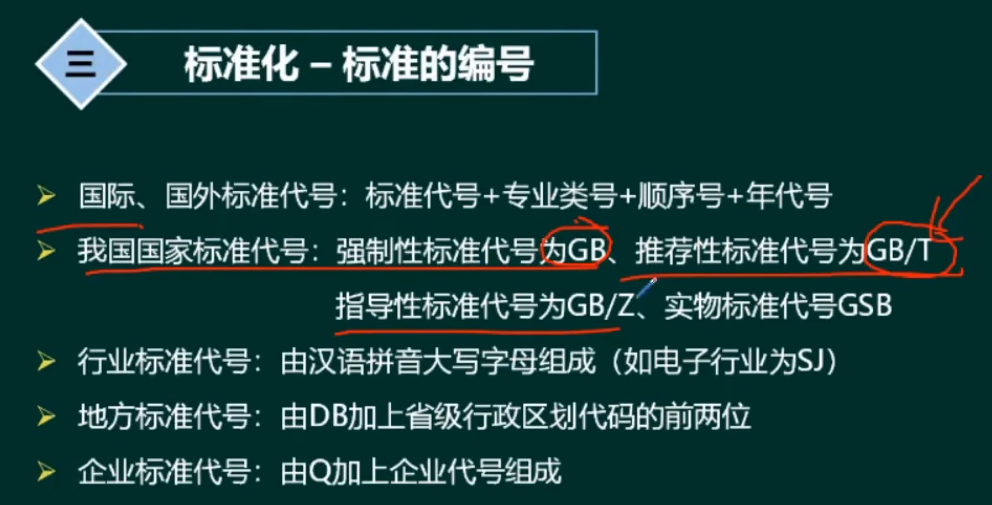 三
标准化 – 标准的编号
国际、国外标准代号：标准代号+专业类号+顺序号+年代号
我国国家标准代号：强制性标准代号为GB、推荐性标准代号为GB/T
指导性标准代号为GB/Z、实物标准代号GSB
行业标准代号：由汉语拼音大写字母组成（如电子行业为SJ）
地方标准代号：由DB加上省级行政区划代码的前两位
企业标准代号：由Q加上企业代号组成